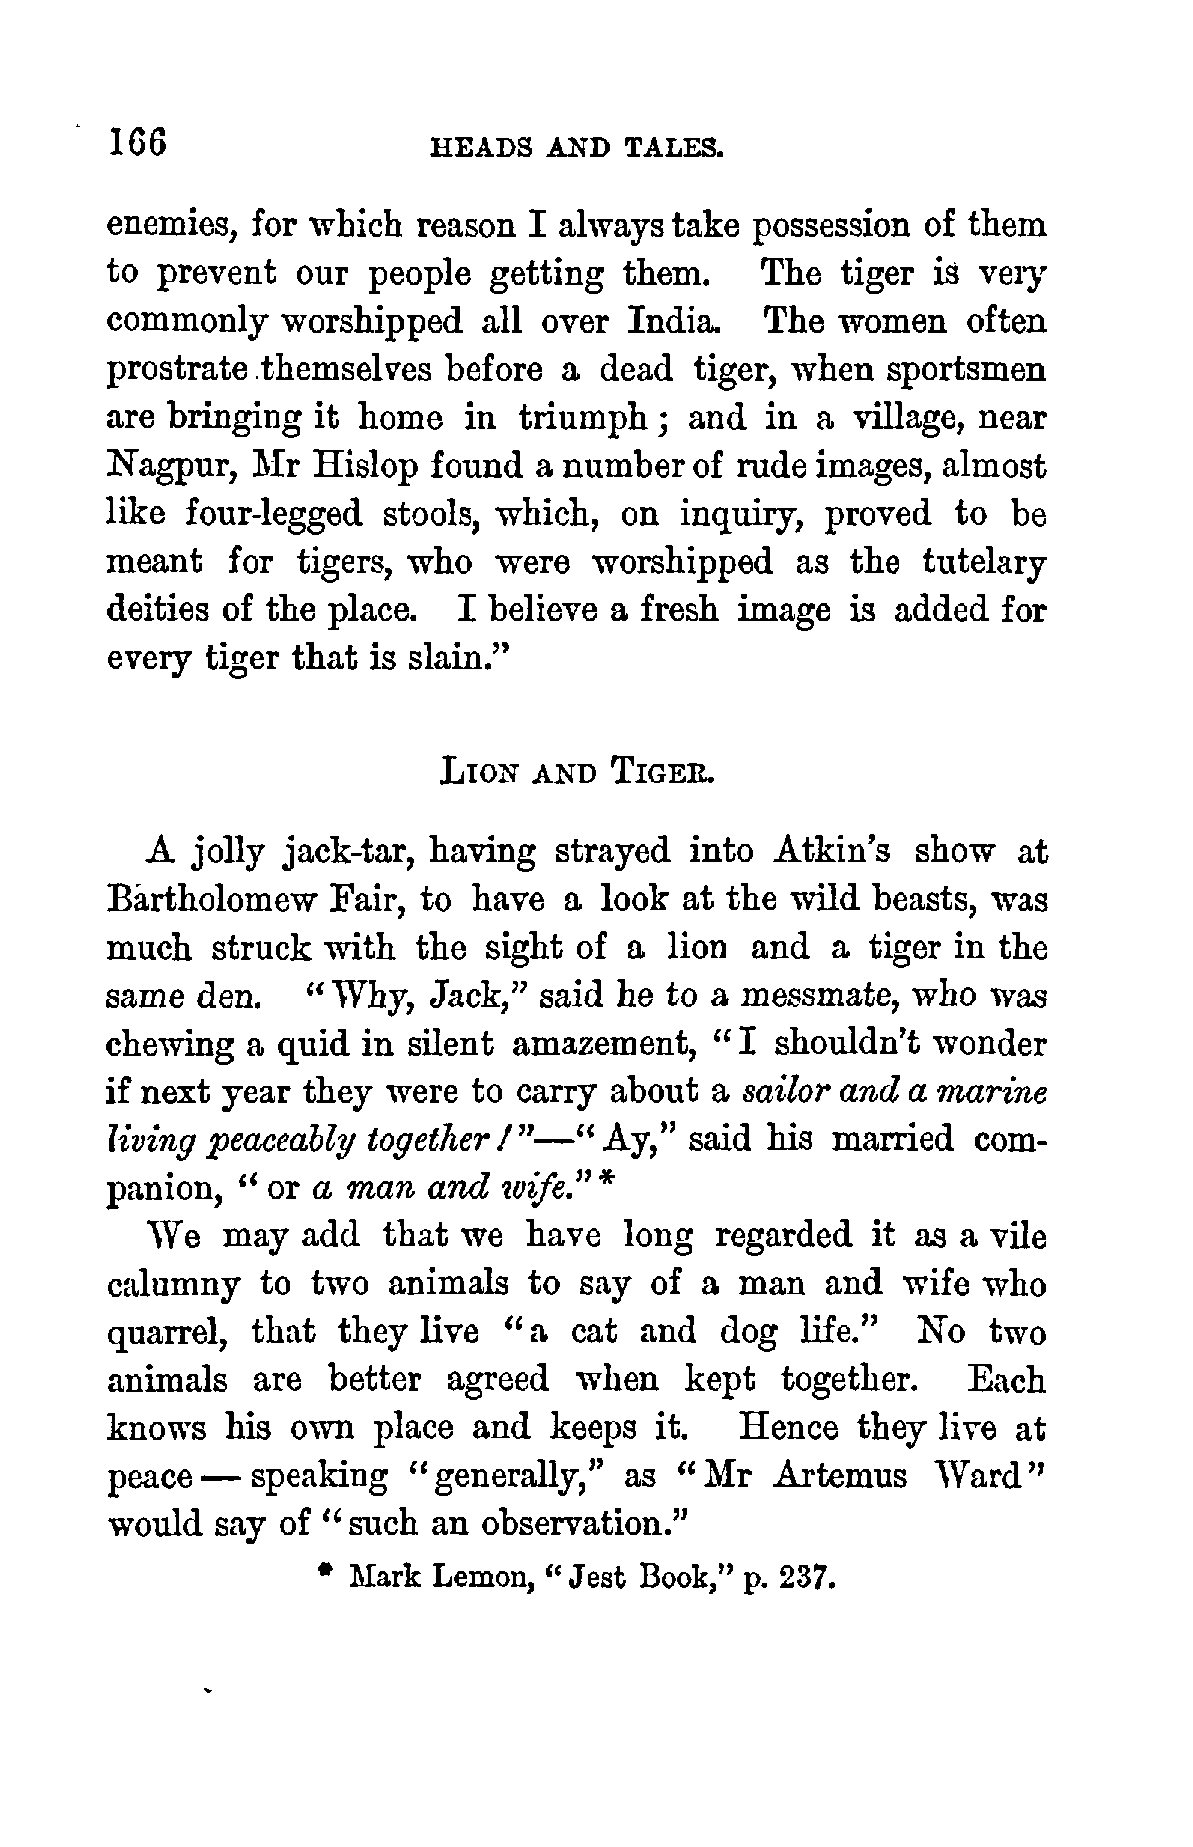 166 HEADS AND TALES.
enemies, for which reason I always take possession of them
to prevent our people getting them. The tiger is very
commonly worshipped all over India. The women often
prostrate themselves before a dead tiger, when sportsmen
are bringing it home in triumph ; and in a village, near
Nagpur, Mr Hislop found a number of rude images, almost
like four-legged stools, which, on inquiry, proved to be
meant for tigers, who were worshipped as the tutelary
deities of the place. I believe a fresh image is added for
every tiger that is slain.”
LION AND TIGER.
A jolly jack-tar, having strayed into Atkin’s show at
Bartholomew Fair, to have a look at the wild beasts, was
much struck with the sight of a lion and a tiger in the
same den. “Why, Jack,” said he to a messmate, who was
chewing a quid in silent amazement, “I shouldn’t wonder
if next year they were to carry about a sailor and a marine
living peaceably together !”—“Ay,” said his married com-
panion, “or a man and wife.”*
We may add that we have long regarded it as a vile
calumny to two animals to say of a man and wife who
quarrel, that they live “a cat and dog life.” No two
animals are better agreed when kept together. Each
knows his own place and keeps it. Hence they live at
peace — speaking “generally,” as “Mr Artemus Ward”
would say of “such an observation.”
* Mark Lemon, “Jest Book,” p. 237.